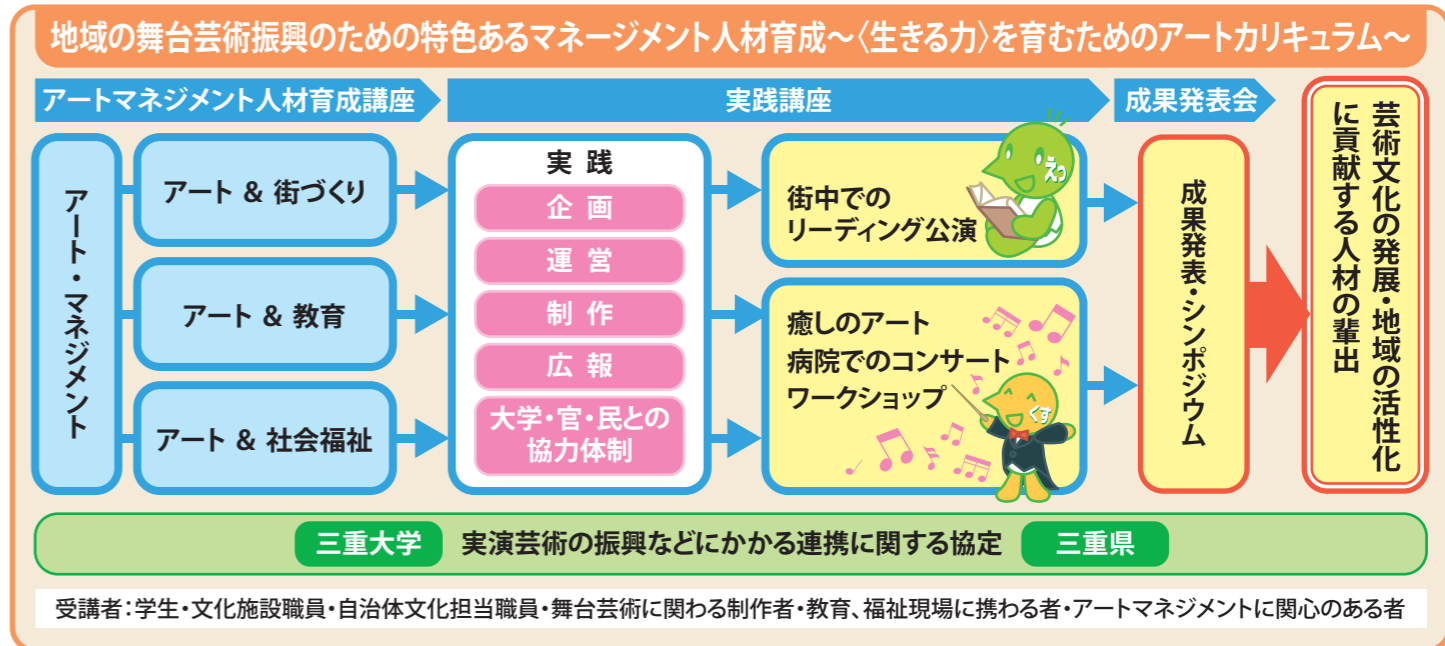 地域の舞台芸術振興のための特色あるマネージメント人材育成～〈生きる力〉を育むためのアートカリキュラム～
アートマネジメント人材育成講座
実践講座
成果発表会
アート・マネジメント
アート & 街づくり
アート & 教育
アート & 社会福祉
実践
企画
運営
制作
広報
大学・官・民との
協力体制
街中での
リーディング公演
えっ
癒しのアート
病院でのコンサート
ワークショップ
くす
成果発表・シンポジウム
芸術文化の発展・地域の活性化
に貢献する人材の輩出
三重大学 実演芸術の振興などにかかる連携に関する協定 三重県
受講者：学生・文化施設職員・自治体文化担当職員・舞台芸術に関わる制作者・教育、福祉現場に携わる者・アートマネジメントに関心のある者